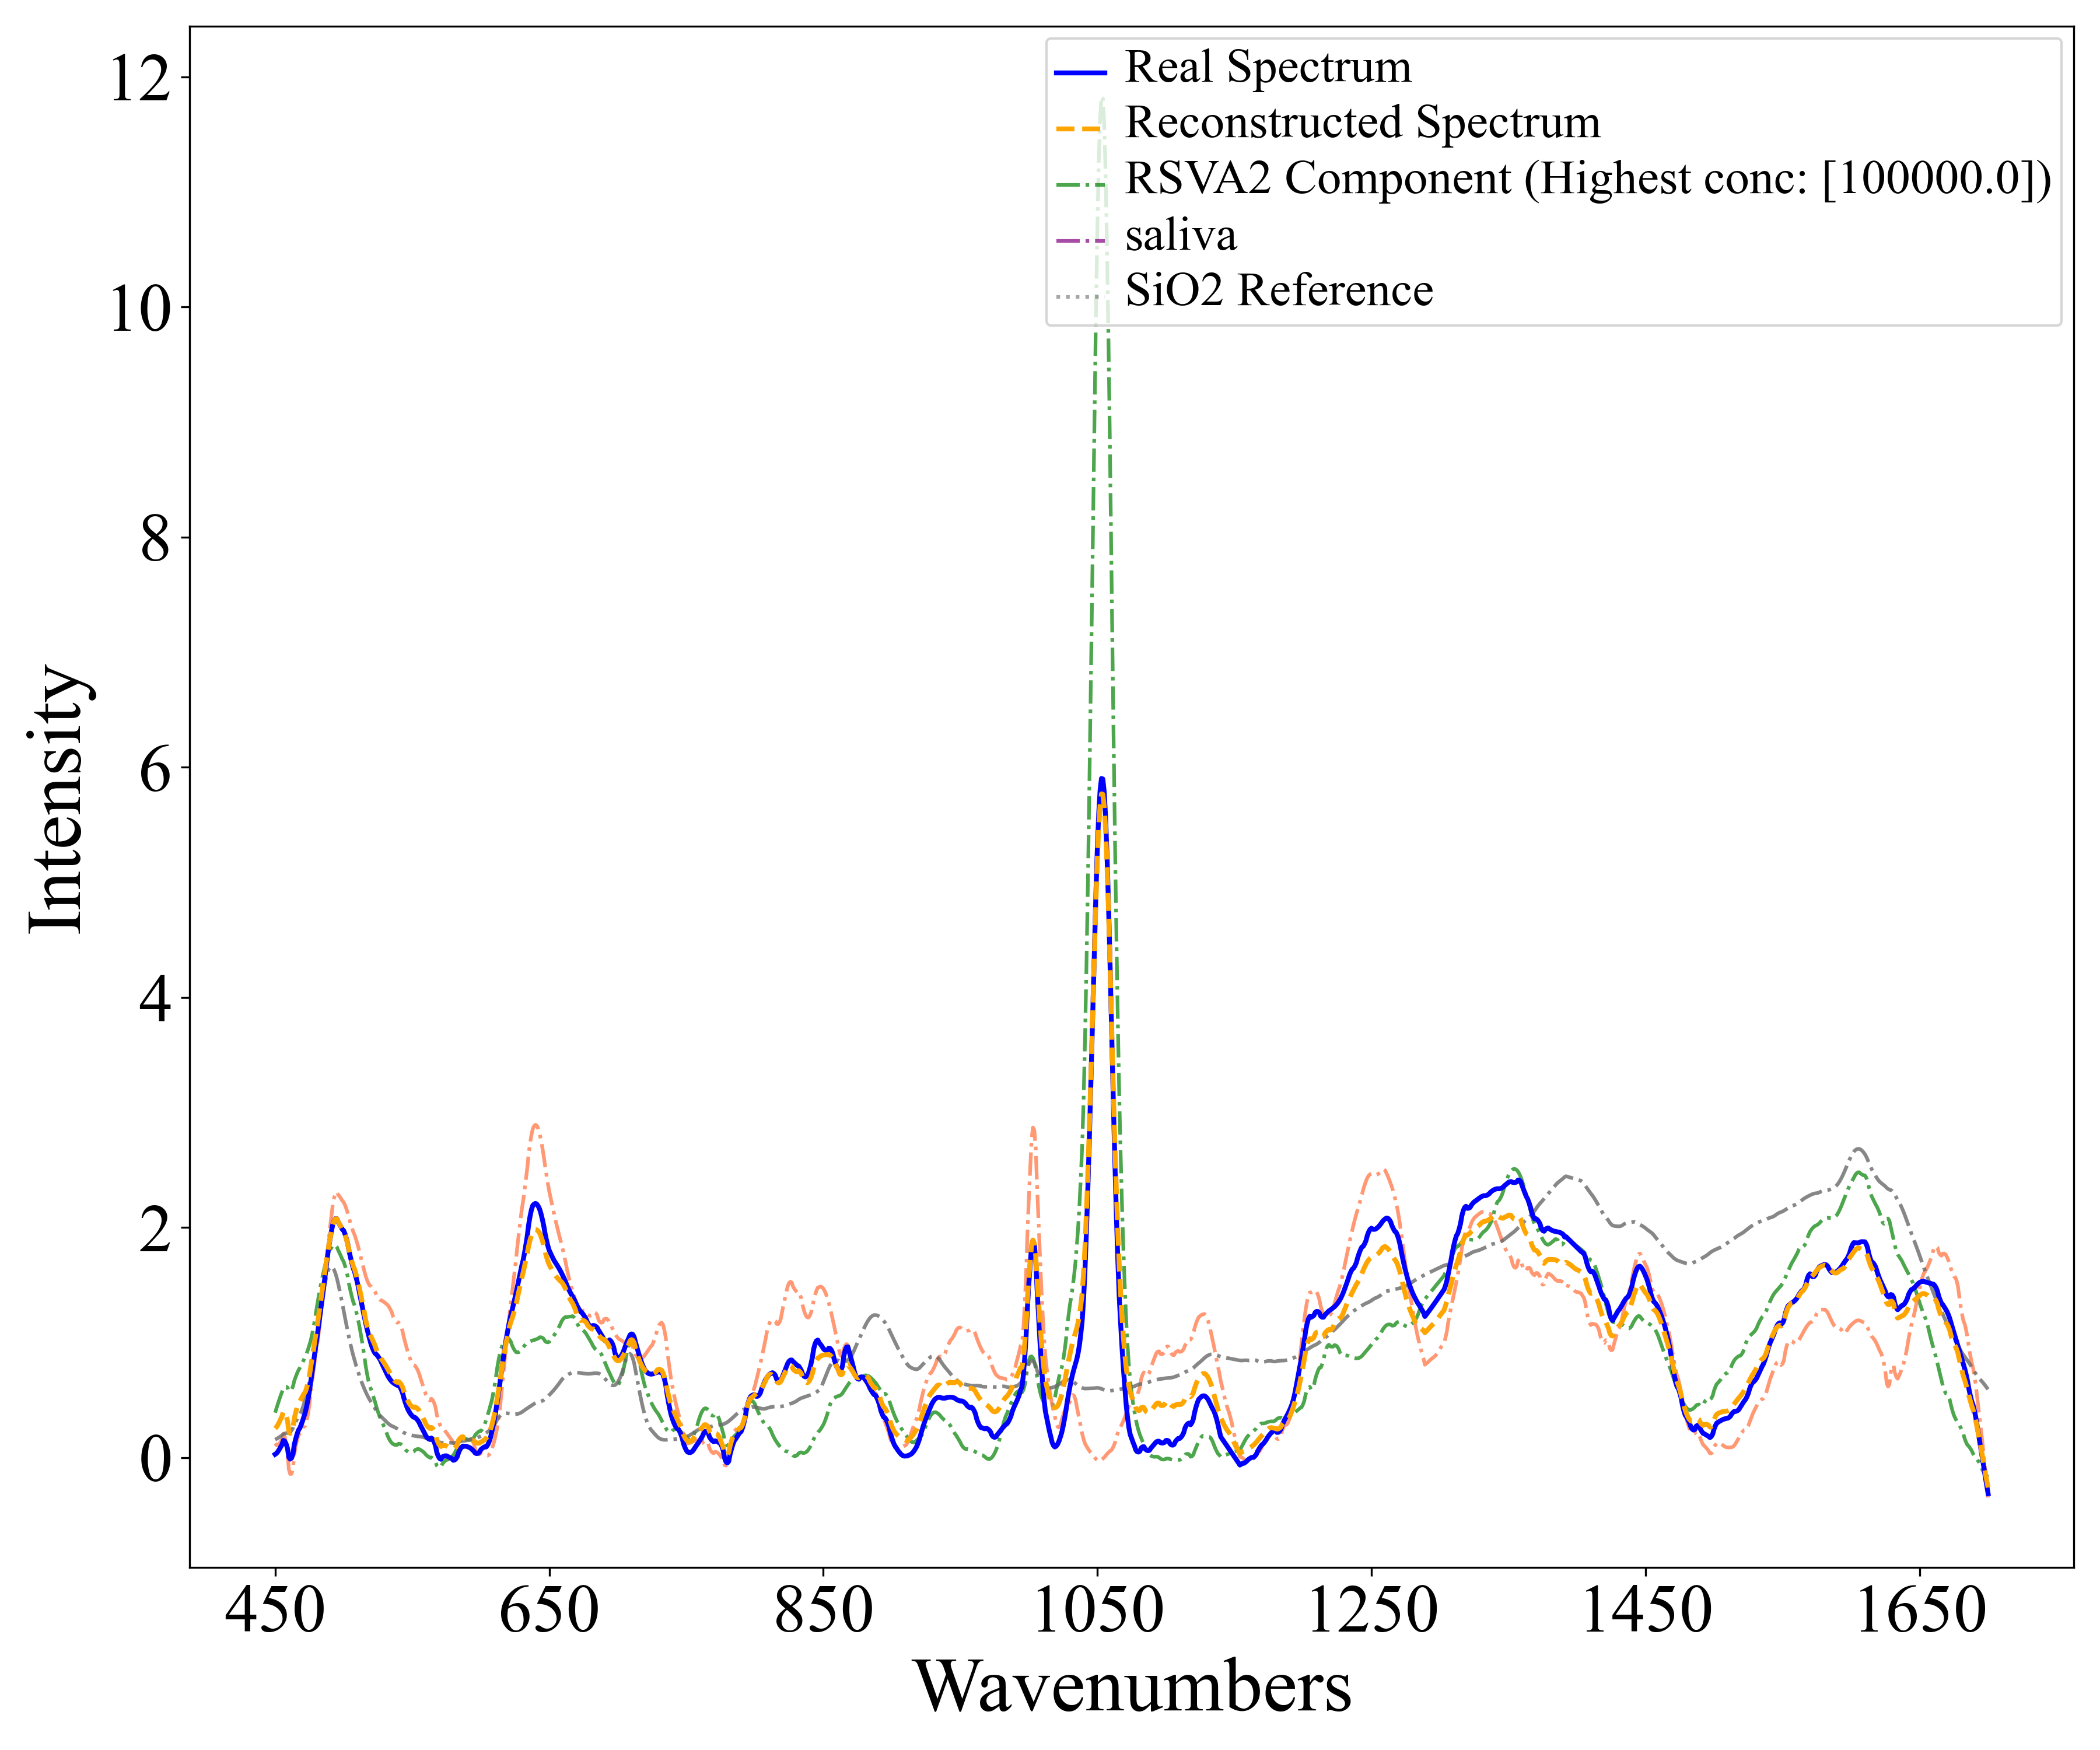 12
10
8
6
4
2
0
Intensity
Real Spectrum
Reconstructed Spectrum
RSVA2 Component (Highest conc: [100000.0])
saliva
SiO2 Reference
450 650 850 1050 1250 1450 1650
Wavenumbers